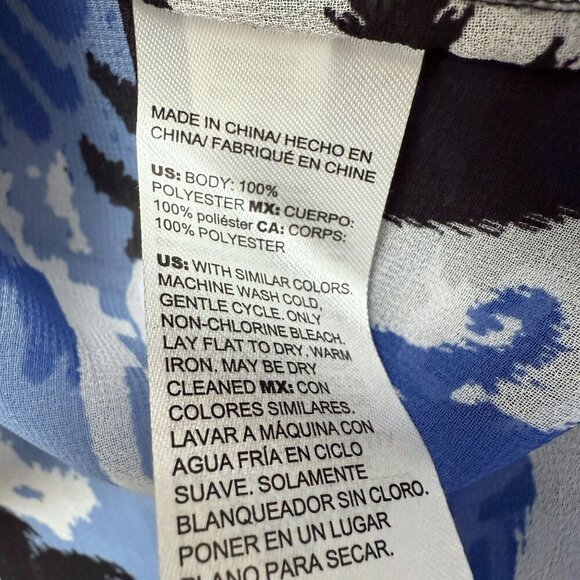 MADE IN CHINA/ HECHO EN
CHINA/ FABRIQUÉ EN CHINE
US: BODY: 100%
POLYESTER MX: CUERPO:
100% poliéster CA: CORPS:
100% POLYESTER
US: WITH SIMILAR COLORS.
MACHINE WASH COLD,
GENTLE CYCLE. ONLY
NON-CHLORINE BLEACH.
LAY FLAT TO DRY. WARM
IRON. MAY BE DRY
CLEANED MX: CON
COLORES SIMILARES.
LAVAR A MÁQUINA CON
AGUA FRÍA EN CICLO
SUAVE. SOLAMENTE
BLANQUEADOR SIN CLORO.
PONER EN UN LUGAR
PLANO PARA SECAR.